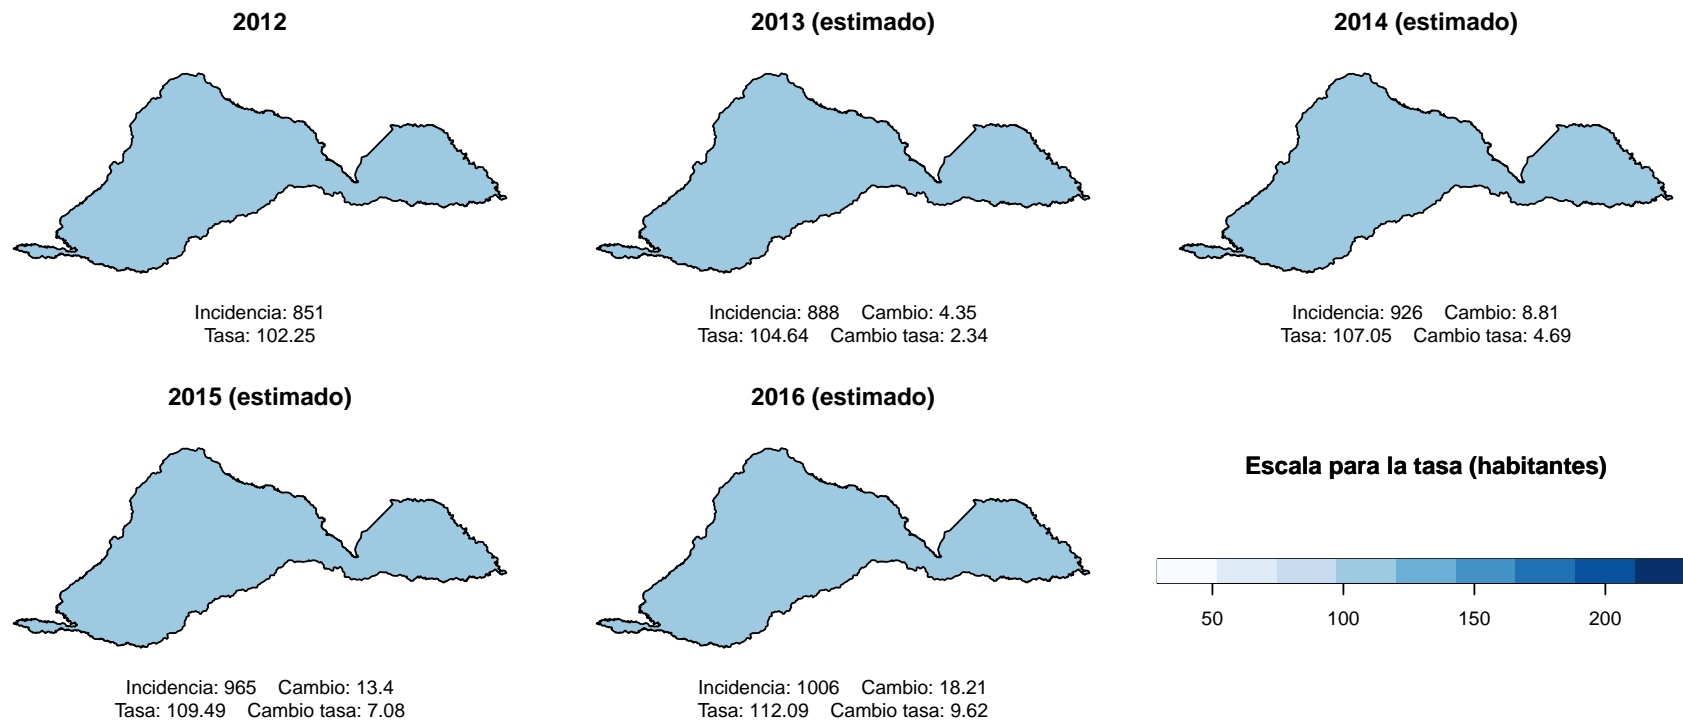 2012
Incidencia: 851
Tasa: 102.25
2013 (estimado)
Incidencia: 888    Cambio: 4.35
Tasa: 104.64    Cambio tasa: 2.34
2014 (estimado)
Incidencia: 926    Cambio: 8.81
Tasa: 107.05    Cambio tasa: 4.69
2015 (estimado)
Incidencia: 965    Cambio: 13.4
Tasa: 109.49    Cambio tasa: 7.08
2016 (estimado)
Incidencia: 1006    Cambio: 18.21
Tasa: 112.09    Cambio tasa: 9.62
Escala para la tasa (habitantes)
50 100 150 200